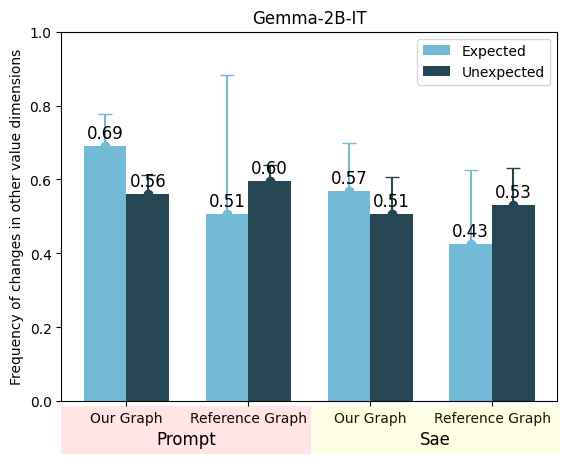 Gemma-2B-IT
Frequency of changes in other value dimensions
1.0
0.8
0.6
0.4
0.2
0.0
Expected
Unexpected
0.69
0.56
0.51
0.60
0.57
0.51
0.43
0.53
Our Graph
Reference Graph
Our Graph
Reference Graph
Prompt
Sae